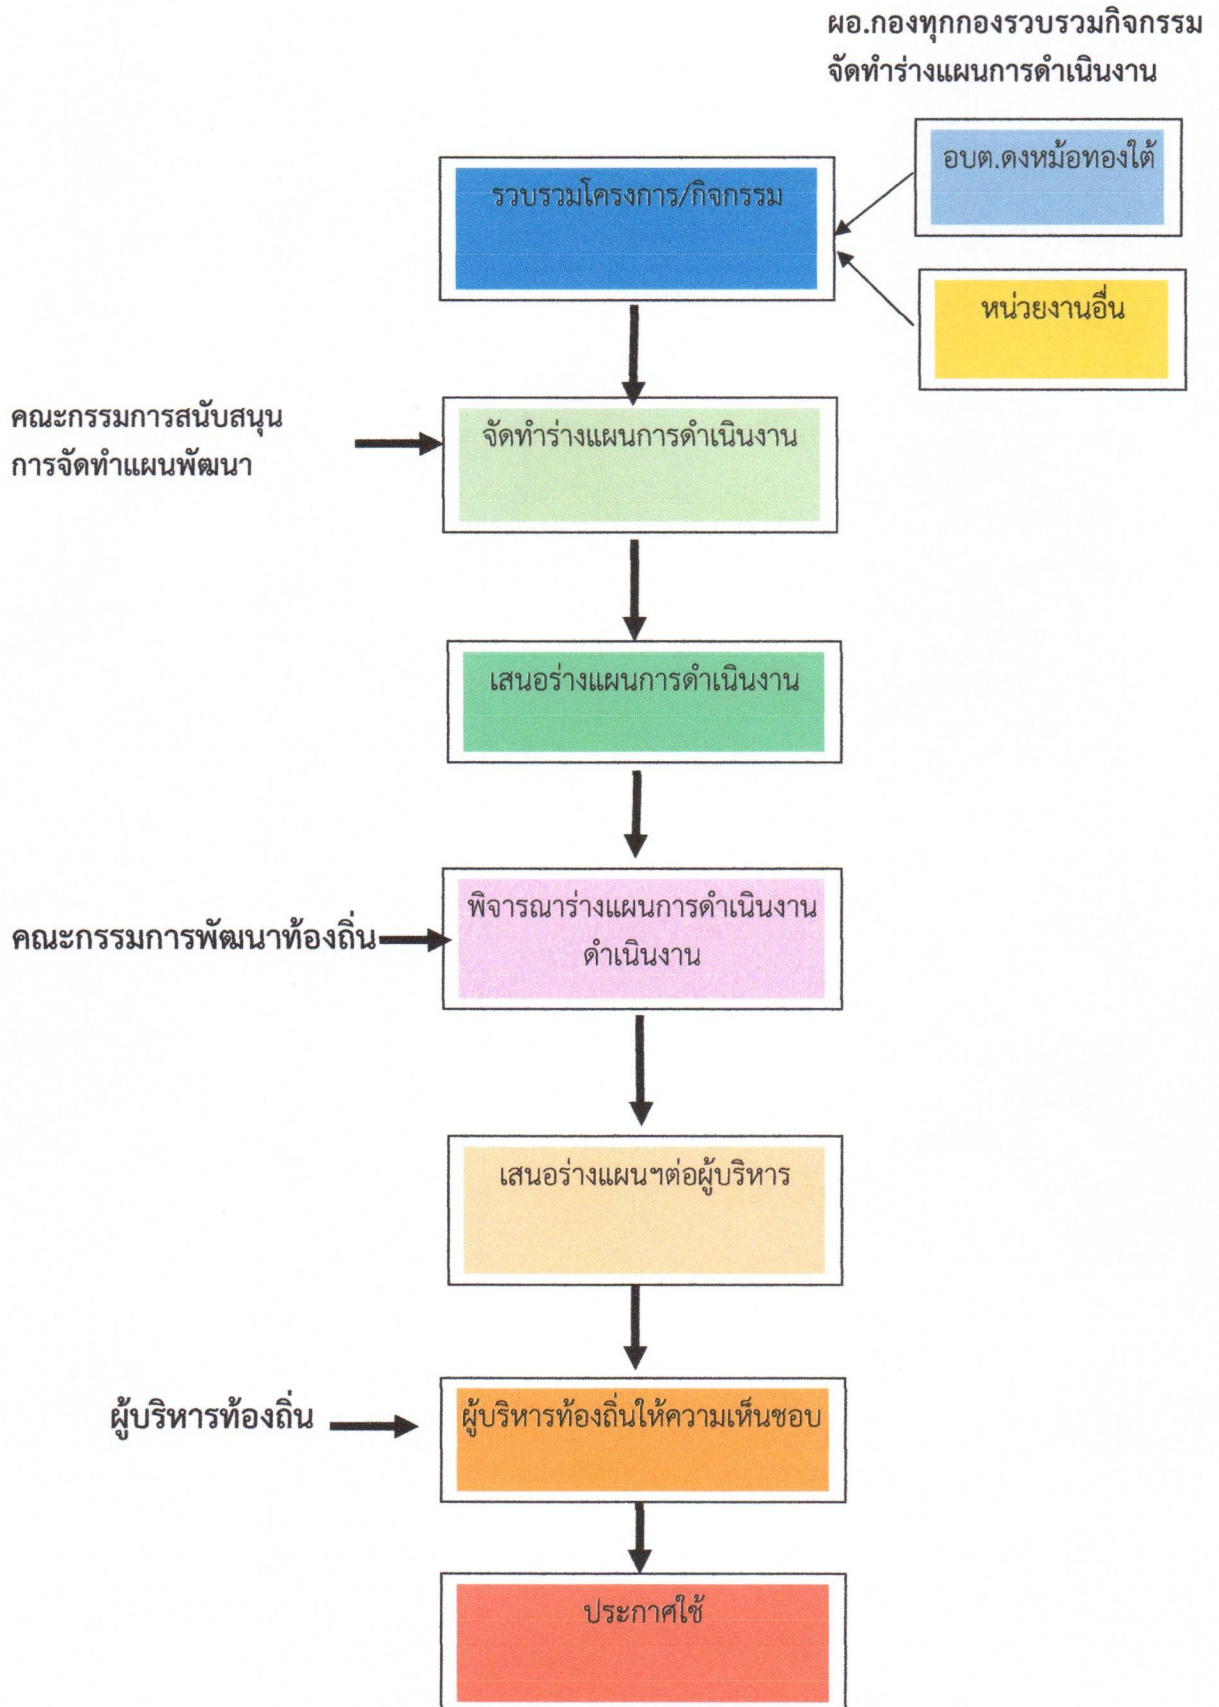 ผอ.กองทุกกองรวบรวมกิจกรรม
จัดทำร่างแผนการดำเนินงาน
อบต.ดงหม้อทองใต้
รวบรวมโครงการ/กิจกรรม
หน่วยงานอื่น
คณะกรรมการสนับสนุน
การจัดทำแผนพัฒนา
จัดทำร่างแผนการดำเนินงาน
เสนอร่างแผนการดำเนินงาน
พิจารณาร่างแผนการดำเนินงาน
ดำเนินงาน
คณะกรรมการพัฒนาท้องถิ่น
เสนอร่างแผนฯต่อผู้บริหาร
ผู้บริหารท้องถิ่น
ผู้บริหารท้องถิ่นให้ความเห็นชอบ
ประกาศใช้